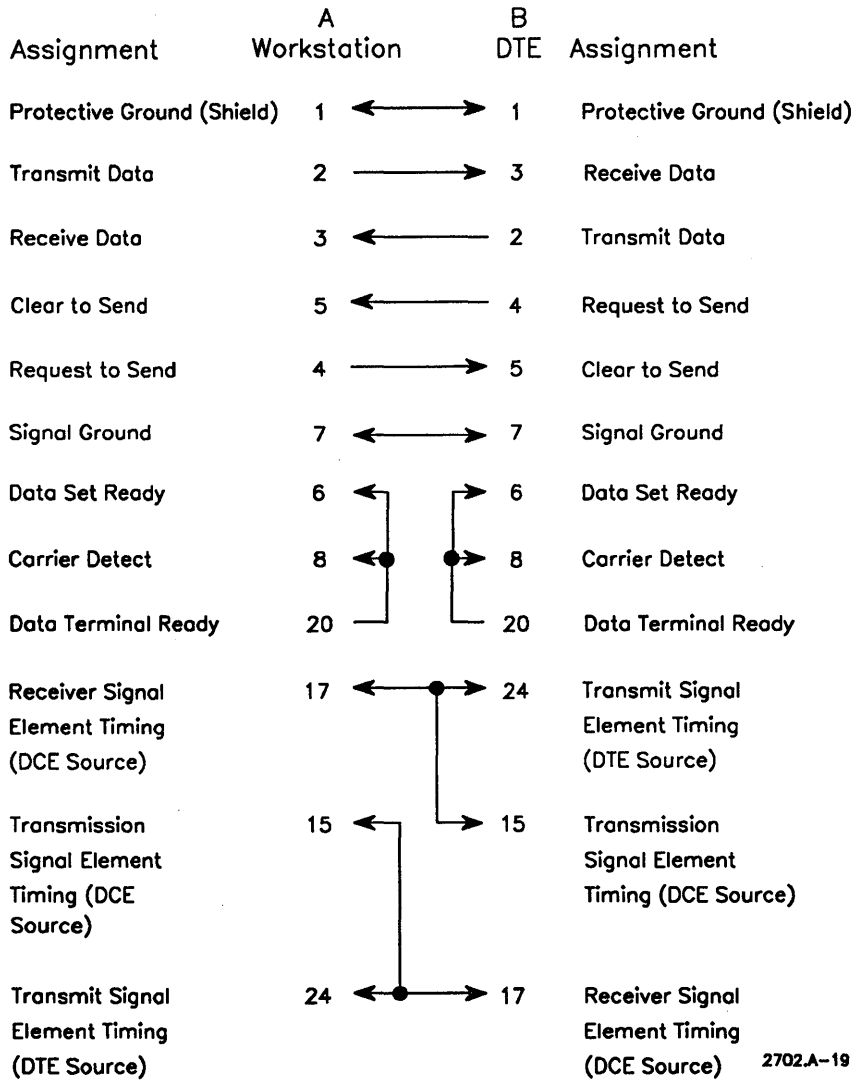 A B
Assignment Workstation DTE Assignment
Protective Ground (Shield) 1 1 Protective Ground (Shield)
Transmit Data 2 3 Receive Data
Receive Data 3 2 Transmit Data
Clear to Send 5 4 Request to Send
Request to Send 4 5 Clear to Send
Signal Ground 7 7 Signal Ground
Data Set Ready 6 6 Data Set Ready
Carrier Detect 8 8 Carrier Detect
Data Terminal Ready 20 20 Data Terminal Ready
Receiver Signal 17 24 Transmit Signal
Element Timing Element Timing
(DCE Source) (DTE Source)
Transmission 15 15 Transmission
Signal Element Signal Element
Timing (DCE Timing (DCE Source)
Source)
Transmit Signal 24 17 Receiver Signal
Element Timing Element Timing
(DTE Source) (DCE Source) 2702.A-19